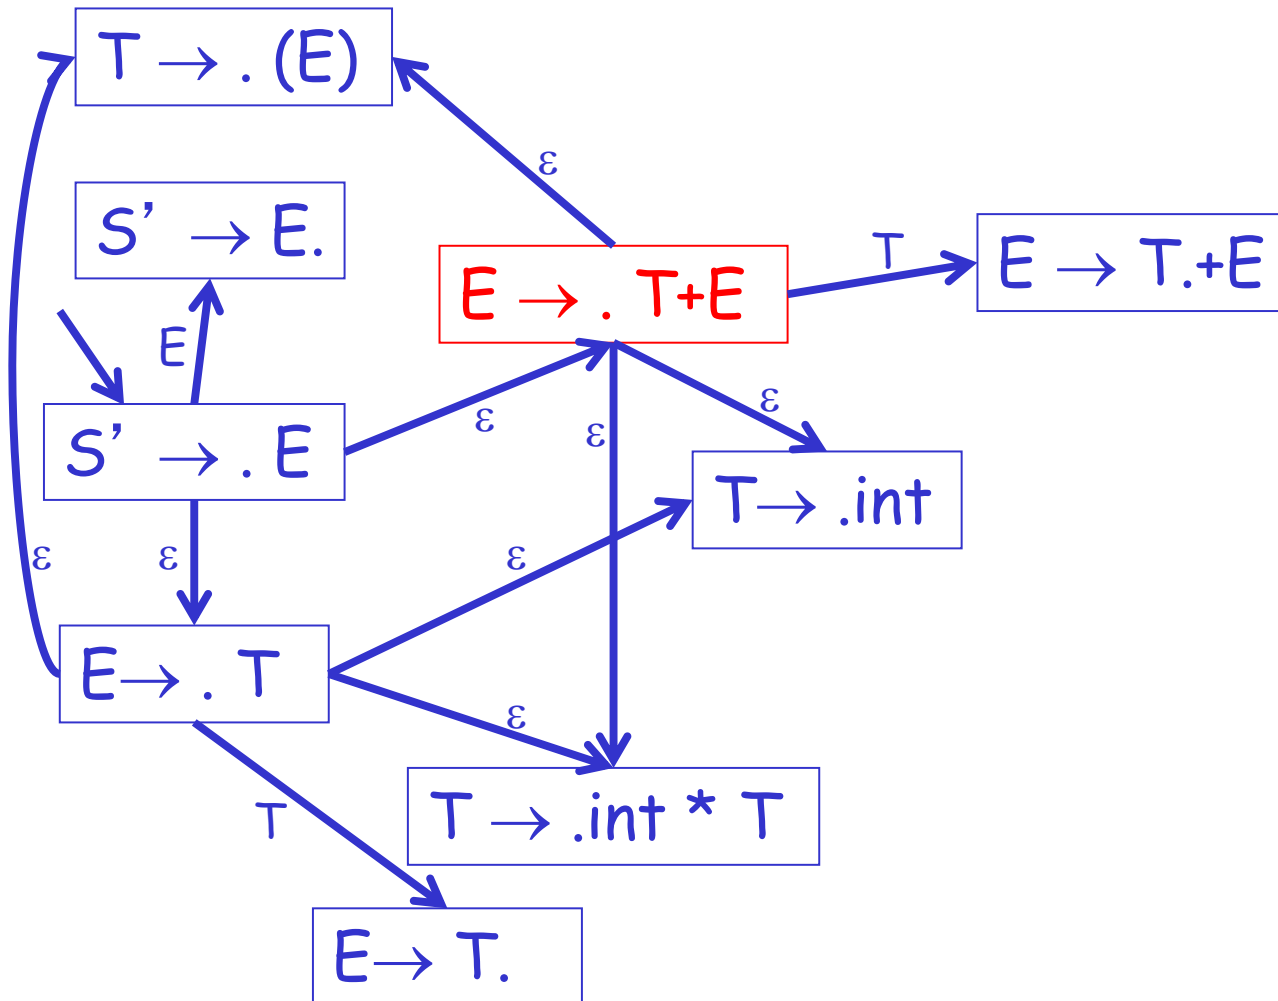 T → . (E)
ε
S’ → E.
T
E → . T+E
E → T.+E
E
S’ → . E
ε
ε
ε
T→ .int
ε
ε
ε
E→ . T
ε
T
T → .int * T
E→ T.